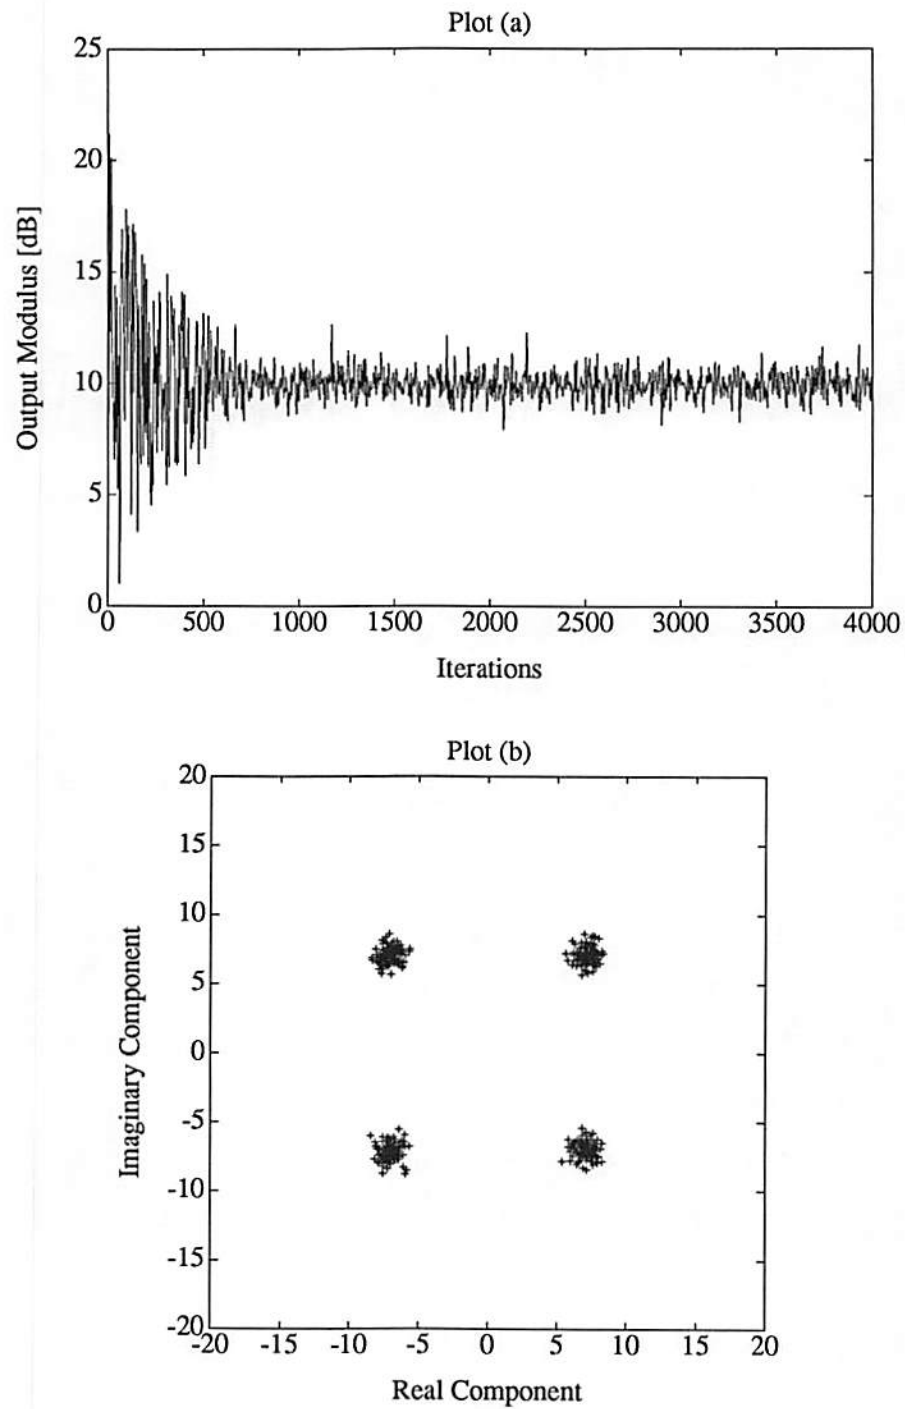 Plot (a)
25
20
15
10
5
0
Output Modulus [dB]
0 500 1000 1500 2000 2500 3000 3500 4000
Iterations
Plot (b)
20
15
10
5
0
-5
-10
-15
-20
Imaginary Component
-20 -15 -10 -5 0 5 10 15 20
Real Component